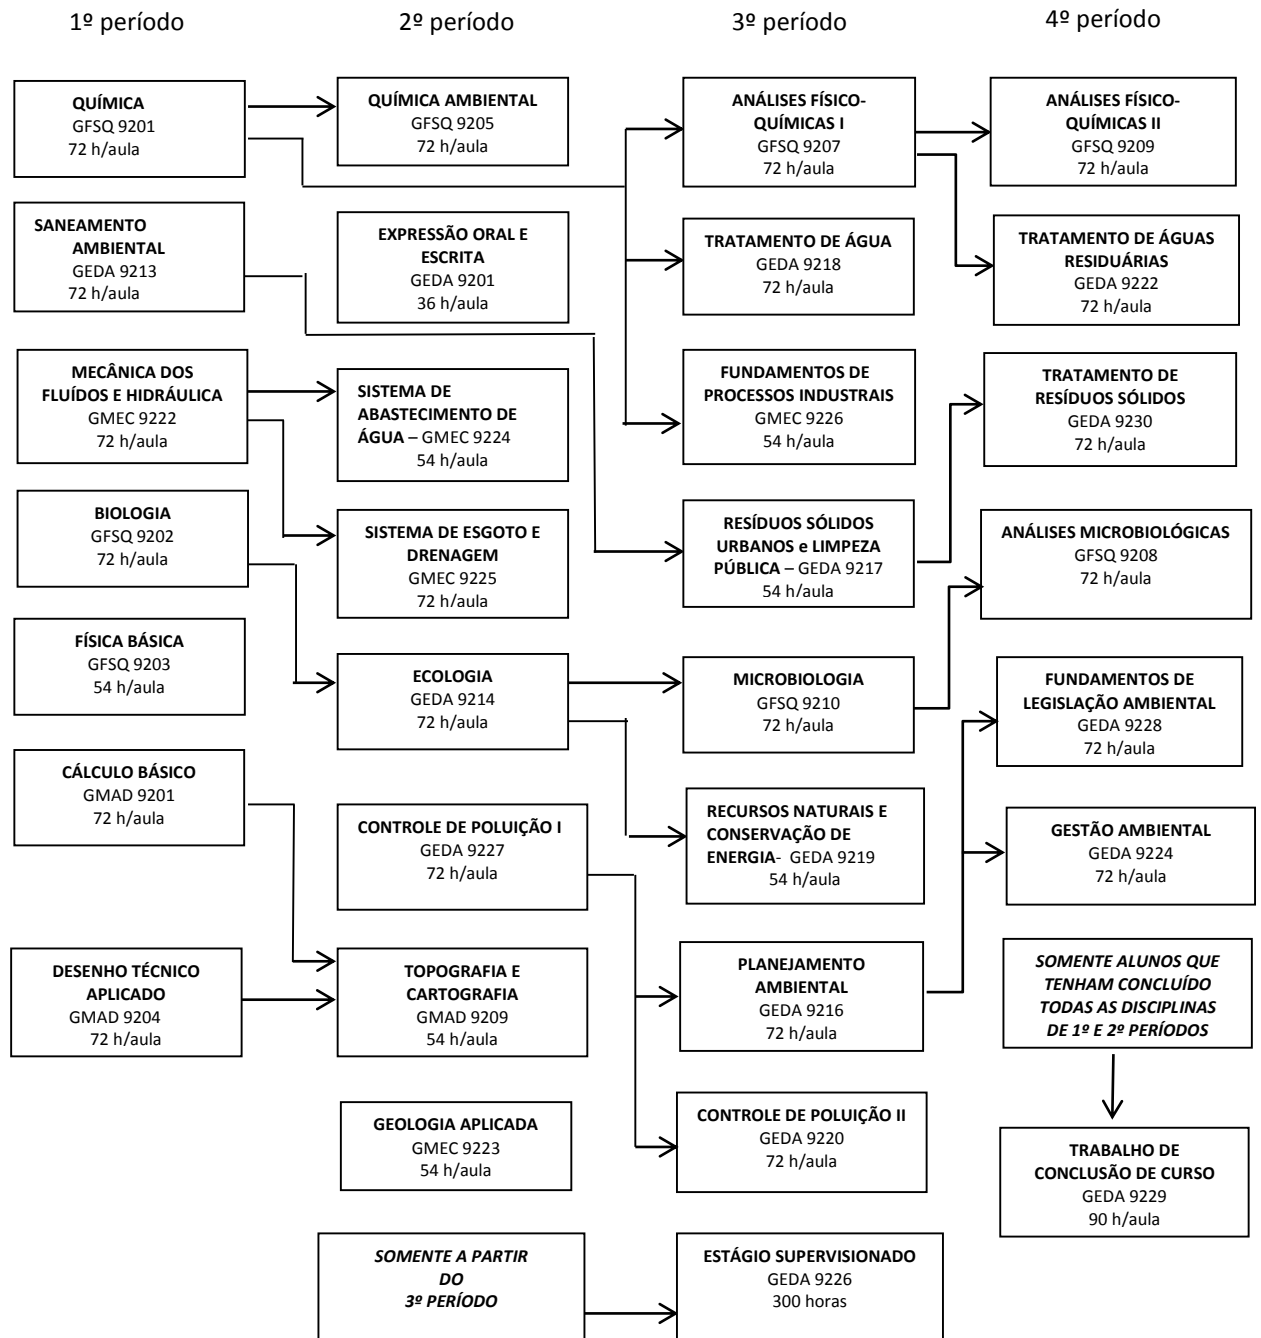 1º período
2º período
3º período
4º período
QUÍMICA
GFSQ 9201
72 h/aula
SANEAMENTO
AMBIENTAL
GEDA 9213
72 h/aula
MECÂNICA DOS
FLUÍDOS E HIDRÁULICA
GMEC 9222
72 h/aula
BIOLOGIA
GFSQ 9202
72 h/aula
FÍSICA BÁSICA
GFSQ 9203
54 h/aula
CÁLCULO BÁSICO
GMAD 9201
72 h/aula
DESENHO TÉCNICO
APLICADO
GMAD 9204
72 h/aula
QUÍMICA AMBIENTAL
GFSQ 9205
72 h/aula
EXPRESSÃO ORAL E
ESCRITA
GEDA 9201
36 h/aula
SISTEMA DE
ABASTECIMENTO DE
ÁGUA – GMEC 9224
54 h/aula
SISTEMA DE ESGOTO E
DRENAGEM
GMEC 9225
72 h/aula
ECOLOGIA
GEDA 9214
72 h/aula
CONTROLE DE POLUIÇÃO I
GEDA 9227
72 h/aula
TOPOGRAFIA E
CARTOGRAFIA
GMAD 9209
54 h/aula
GEOLOGIA APLICADA
GMEC 9223
54 h/aula
SOMENTE A PARTIR
DO
3º PERÍODO
ANÁLISES FÍSICO-
QUÍMICAS I
GFSQ 9207
72 h/aula
TRATAMENTO DE ÁGUA
GEDA 9218
72 h/aula
FUNDAMENTOS DE
PROCESSOS INDUSTRAIS
GMEC 9226
54 h/aula
RESÍDUOS SÓLIDOS
URBANOS e LIMPEZA
PÚBLICA – GEDA 9217
54 h/aula
MICROBIOLOGIA
GFSQ 9210
72 h/aula
RECURSOS NATURAIS E
CONSERVAÇÃO DE
ENERGIA- GEDA 9219
54 h/aula
PLANEJAMENTO
AMBIENTAL
GEDA 9216
72 h/aula
CONTROLE DE POLUIÇÃO II
GEDA 9220
72 h/aula
ESTÁGIO SUPERVISIONADO
GEDA 9226
300 horas
ANÁLISES FÍSICO-
QUÍMICAS II
GFSQ 9209
72 h/aula
TRATAMENTO DE ÁGUAS
RESIDUÁRIAS
GEDA 9222
72 h/aula
TRATAMENTO DE
RESÍDUOS SÓLIDOS
GEDA 9230
72 h/aula
ANÁLISES MICROBIOLÓGICAS
GFSQ 9208
72 h/aula
FUNDAMENTOS DE
LEGISLAÇÃO AMBIENTAL
GEDA 9228
72 h/aula
GESTÃO AMBIENTAL
GEDA 9224
72 h/aula
SOMENTE ALUNOS QUE
TENHAM CONCLUÍDO
TODAS AS DISCIPLINAS
DE 1º E 2º PERÍODOS
TRABALHO DE
CONCLUSÃO DE CURSO
GEDA 9229
90 h/aula